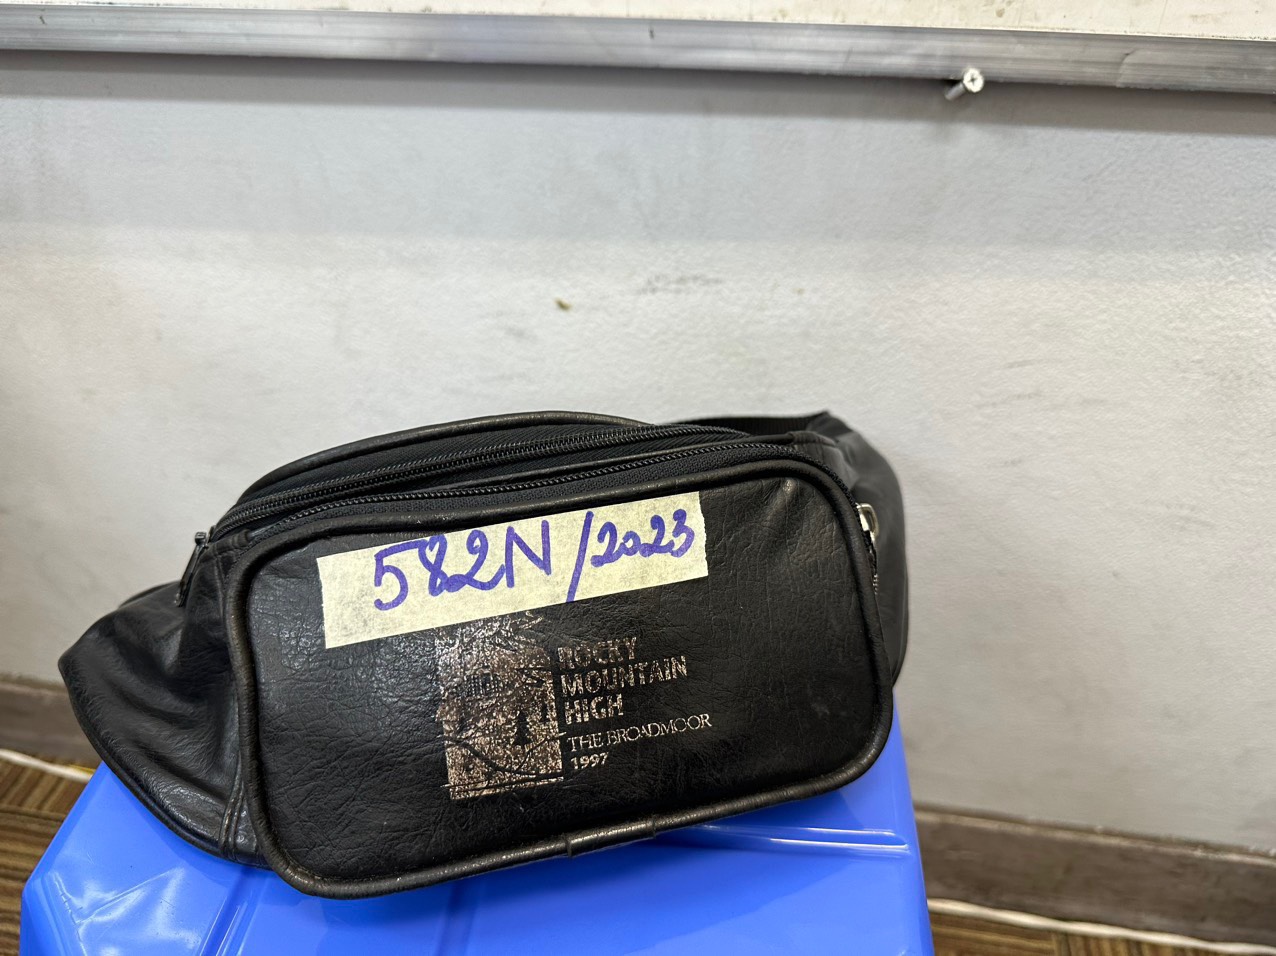 582N/2023
ROCKY
MOUNTAIN
HIGH
THE BROADMOOR
1997